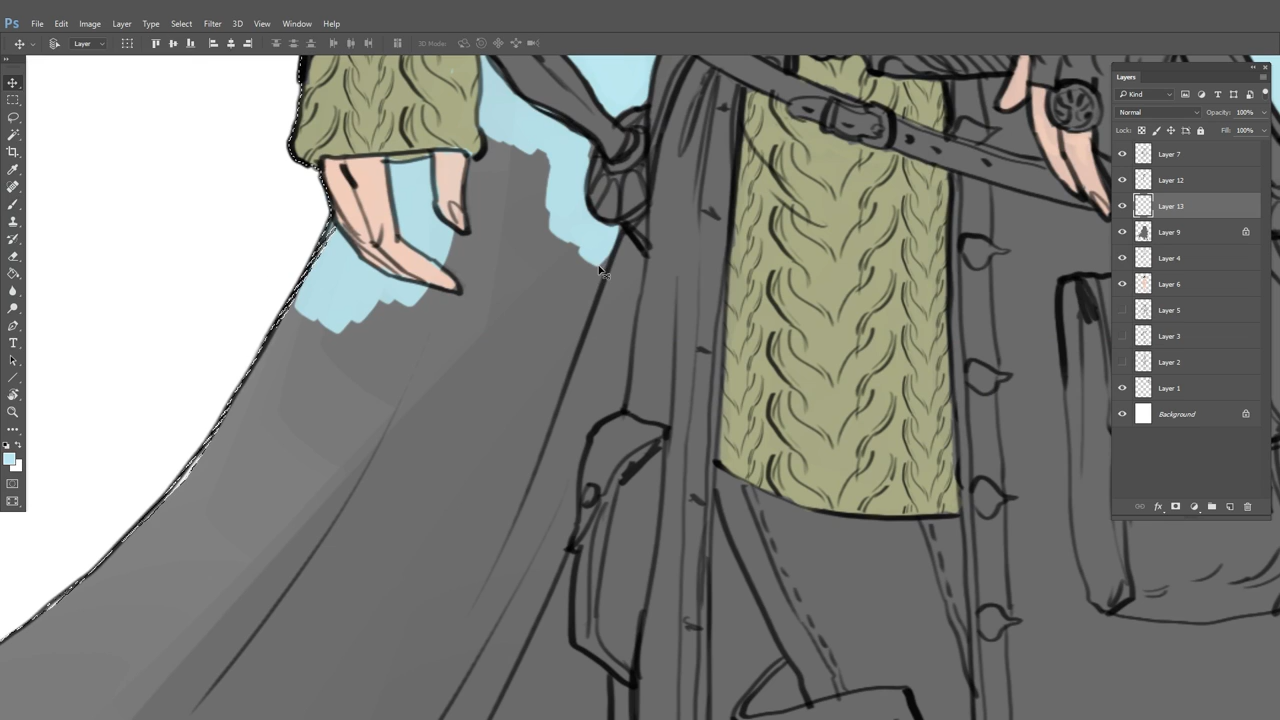 Ps File Edit Image Layer Type Select Filter 3D View Window Help
Layer 3D Mode:
Layers
Kind
Normal Opacity: 100%
Lock: Fill: 100%
Layer 7
Layer 12
Layer 13
Layer 9
Layer 4
Layer 6
Layer 5
Layer 3
Layer 2
Layer 1
Background
fx